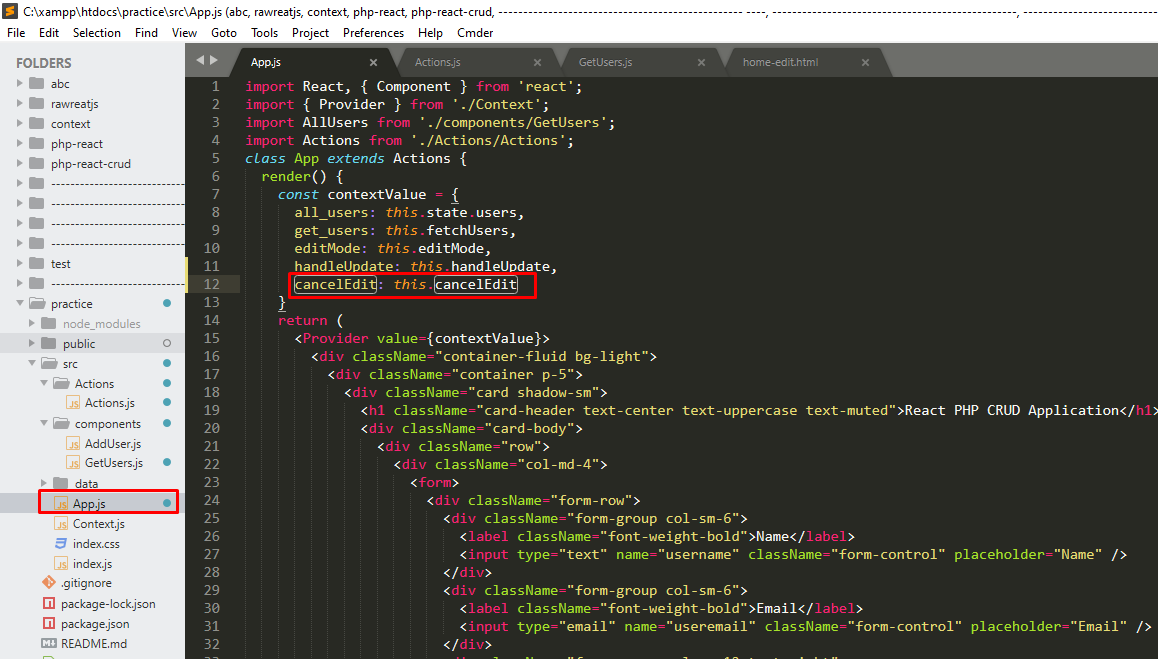 C:\xampp\htdocs\practice\src\App.js (abc, rawreatjs, context, php-react, php-react-crud,
File Edit Selection Find View Goto Tools Project Preferences Help Cmder
FOLDERS
abc
rawreatjs
context
php-react
php-react-crud
----------------------------
----------------------------
----------------------------
----------------------------
test
----------------------------
practice
node_modules
public
src
Actions
JS Actions.js
components
JS AddUser.js
JS GetUsers.js
data
JS App.js
JS Context.js
index.css
JS index.js
.gitignore
package-lock.json
package.json
README.md
App.js × Actions.js × GetUsers.js × home-edit.html ×
1 import React, { Component } from 'react';
2 import { Provider } from './Context';
3 import AllUsers from './components/GetUsers';
4 import Actions from './Actions/Actions';
5 class App extends Actions {
6 render() {
7 const contextValue = {
8 all_users: this.state.users,
9 get_users: this.fetchUsers,
10 editMode: this.editMode,
11 handleUpdate: this.handleUpdate,
12 cancelEdit: this.cancelEdit
13 }
14 return (
15 <Provider value={contextValue}>
16 <div className="container-fluid bg-light">
17 <div className="container p-5">
18 <div className="card shadow-sm">
19 <h1 className="card-header text-center text-uppercase text-muted">React PHP CRUD Application</h1>
20 <div className="card-body">
21 <div className="row">
22 <div className="col-md-4">
23 <form>
24 <div className="form-row">
25 <div className="form-group col-sm-6">
26 <label className="font-weight-bold">Name</label>
27 <input type="text" name="username" className="form-control" placeholder="Name" />
28 </div>
29 <div className="form-group col-sm-6">
30 <label className="font-weight-bold">Email</label>
31 <input type="email" name="useremail" className="form-control" placeholder="Email" />
32 </div>